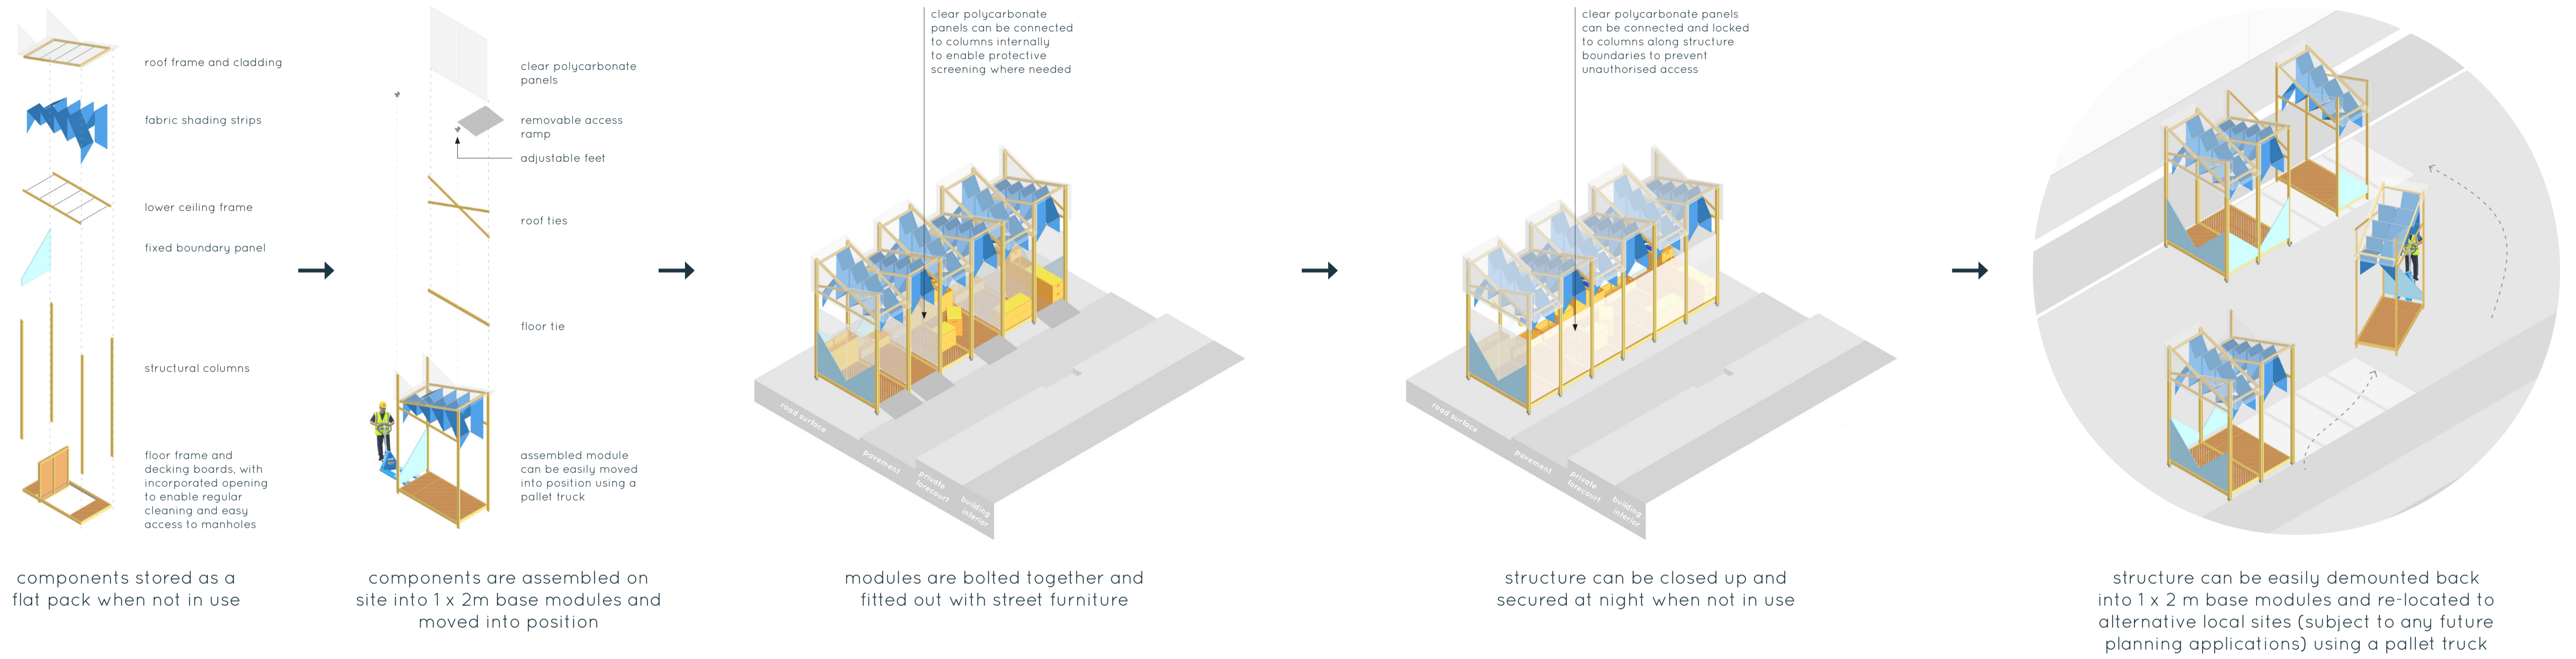 roof frame and cladding
fabric shading strips
lower ceiling frame
fixed boundary panel
structural columns
floor frame and
decking boards, with
incorporated opening
to enable regular
cleaning and easy
access to manholes
components stored as a
flat pack when not in use
clear polycarbonate
panels
removable access
ramp
adjustable feet
roof ties
floor tie
assembled module
can be easily moved
into position using a
pallet truck
components are assembled on
site into 1 x 2m base modules and
moved into position
clear polycarbonate
panels can be connected
to columns internally
to enable protective
screening where needed
road surface
pavement
private
forecourt
building
interior
modules are bolted together and
fitted out with street furniture
clear polycarbonate panels
can be connected and locked
to columns along structure
boundaries to prevent
unauthorised access
road surface
pavement
private
forecourt
building
interior
structure can be closed up and
secured at night when not in use
structure can be easily demounted back
into 1 x 2 m base modules and re-located to
alternative local sites (subject to any future
planning applications) using a pallet truck